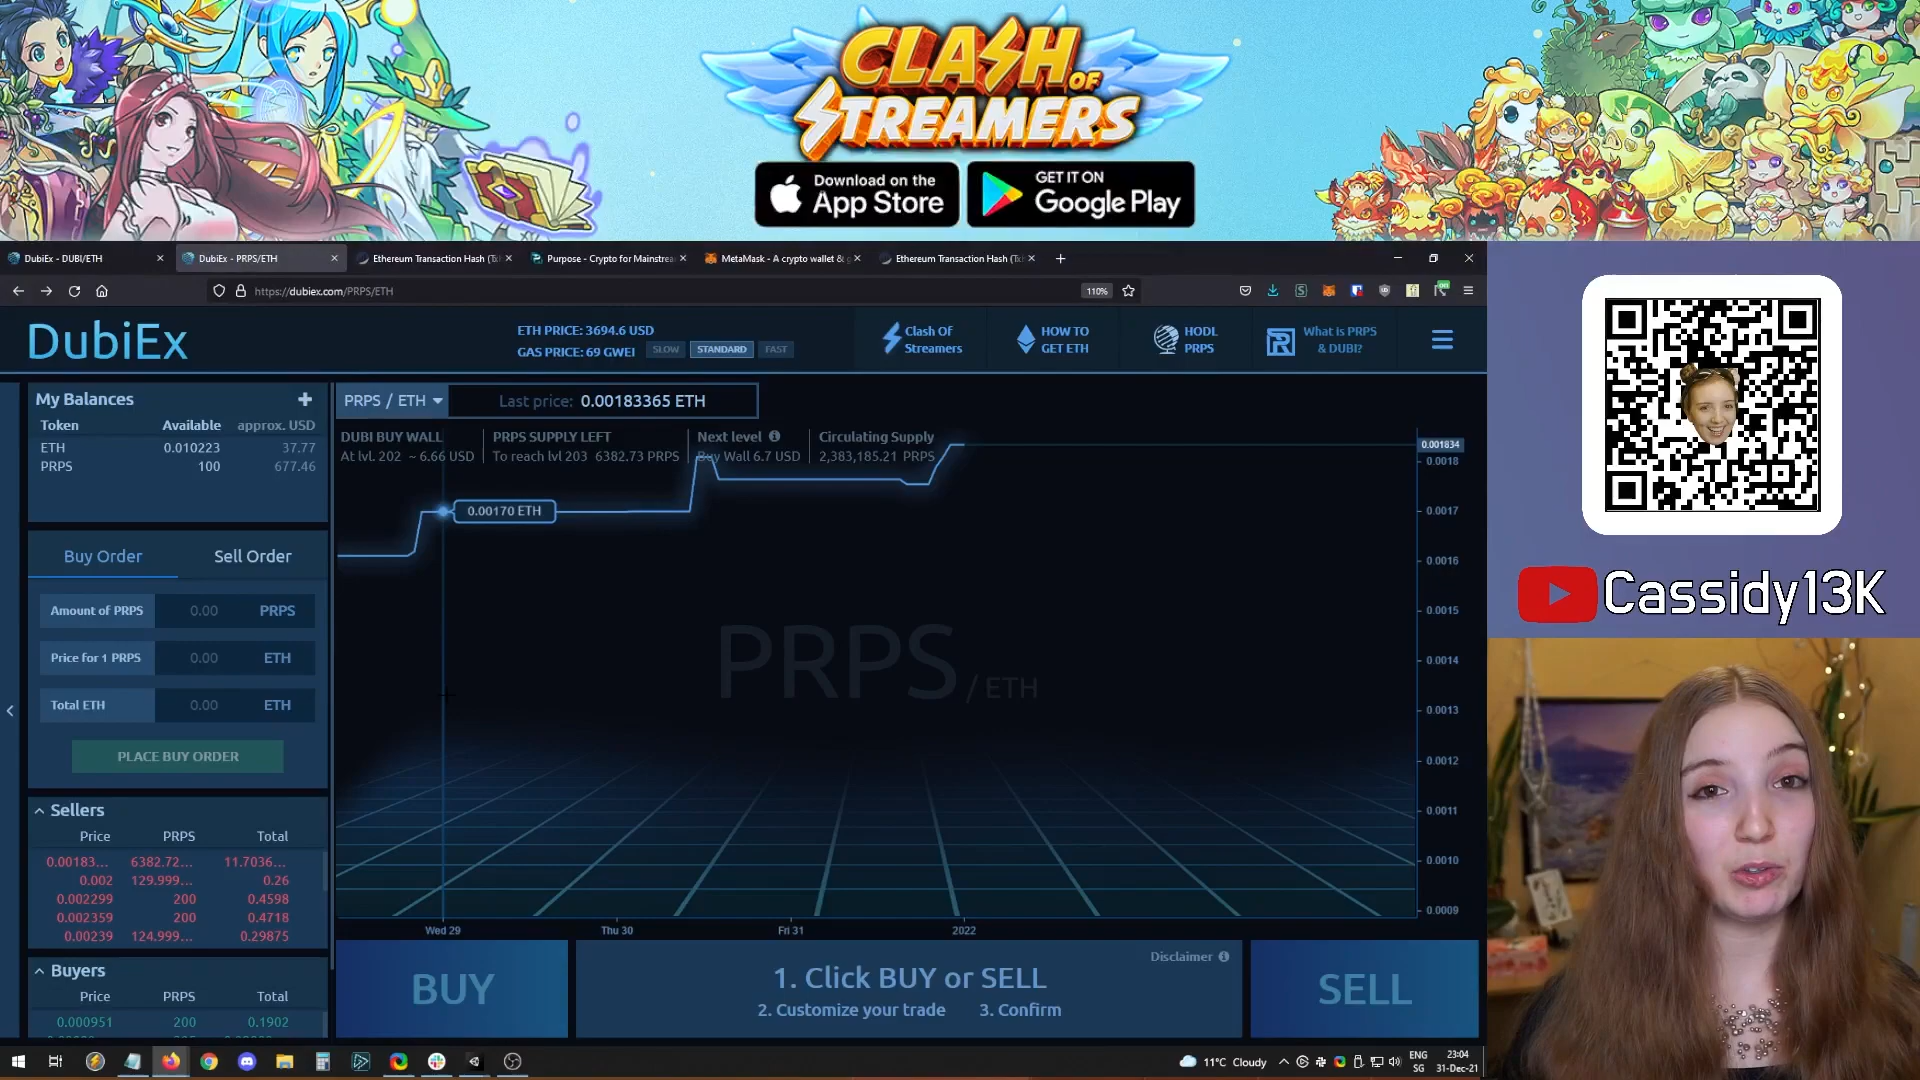 CLASH OF
STREAMERS
Download on the
App Store
GET IT ON
Google Play
DubiEx - DUBI/ETH
DubiEx - PRPS/ETH
Ethereum Transaction Hash (Tx
Purpose - Crypto for Mainstrea
MetaMask - A crypto wallet &
Ethereum Transaction Hash (Tx
https://dubiex.com/PRPS/ETH
110%
DubiEx
ETH PRICE: 3694.6 USD
GAS PRICE: 69 GWEI
SLOW
STANDARD
FAST
Clash Of
Streamers
HOW TO
GET ETH
HODL
PRPS
What is PRPS
& DUBI?
My Balances
Token Available approx. USD
ETH 0.010223 37.77
PRPS 100 677.46
PRPS / ETH
Last price: 0.00183365 ETH
DUBI BUY WALL
At lvl. 202 ~ 6.66 USD
PRPS SUPPLY LEFT
To reach lvl 203 6382.73 PRPS
Next level
Buy Wall 6.7 USD
Circulating Supply
2,383,185.21 PRPS
0.001834
0.0018
0.0017
0.0016
0.0015
0.0014
0.0013
0.0012
0.0011
0.0010
0.0009
0.00170 ETH
PRPS / ETH
Wed 29
Thu 30
Fri 31
2022
Buy Order
Sell Order
Amount of PRPS 0.00 PRPS
Price for 1 PRPS 0.00 ETH
Total ETH 0.00 ETH
PLACE BUY ORDER
Sellers
Price PRPS Total
0.00183... 6382.72... 11.7036...
0.002 129.999... 0.26
0.002299 200 0.4598
0.002359 200 0.4718
0.00239 124.999... 0.29875
Buyers
Price PRPS Total
0.000951 200 0.1902
BUY
Disclaimer
1. Click BUY or SELL
2. Customize your trade 3. Confirm
SELL
Cassidy13K
11°C Cloudy
ENG
SG
23:04
31-Dec-21